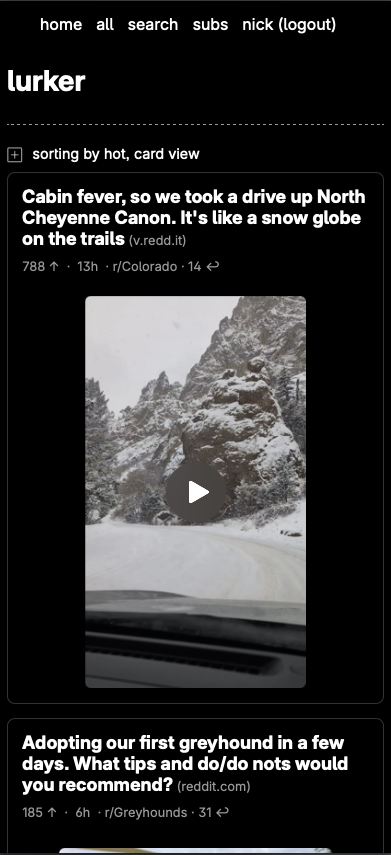 home all search subs nick (logout)
lurker
sorting by hot, card view
Cabin fever, so we took a drive up North
Cheyenne Canon. It's like a snow globe
on the trails (v.redd.it)
788 ↑ · 13h · r/Colorado · 14 ↩
Adopting our first greyhound in a few
days. What tips and do/do nots would
you recommend? (reddit.com)
185 ↑ · 6h · r/Greyhounds · 31 ↩